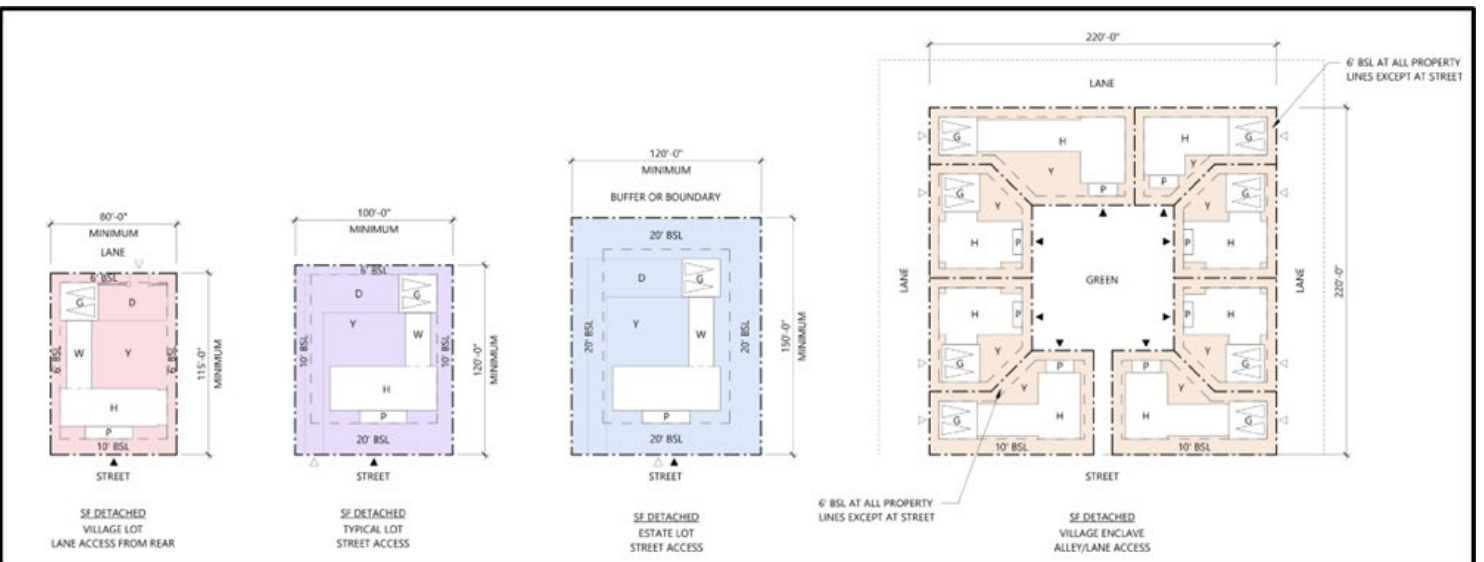 80'-0"
MINIMUM
LANE
6' BSL
G
D
6' BSL
W
Y
6' BSL
115'-0"
MINIMUM
H
P
10' BSL
STREET
SF DETACHED
VILLAGE LOT
LANE ACCESS FROM REAR
100'-0"
MINIMUM
6' BSL
D
G
Y
10' BSL
W
10' BSL
120'-0"
MINIMUM
H
P
20' BSL
STREET
SF DETACHED
TYPICAL LOT
STREET ACCESS
120'-0"
MINIMUM
BUFFER OR BOUNDARY
20' BSL
D
G
20' BSL
Y
W
20' BSL
150'-0"
MINIMUM
P
20' BSL
STREET
SF DETACHED
ESTATE LOT
STREET ACCESS
220'-0"
6' BSL AT ALL PROPERTY
LINES EXCEPT AT STREET
LANE
G
H
H
G
Y
P
P
Y
G
Y
Y
G
H
P
P
H
LANE
GREEN
LANE
220'-0"
H
P
P
H
G
Y
Y
G
P
P
Y
Y
G
H
H
G
10' BSL
10' BSL
STREET
6' BSL AT ALL PROPERTY
LINES EXCEPT AT STREET
SF DETACHED
VILLAGE ENCLAVE
ALLEY/LANE ACCESS